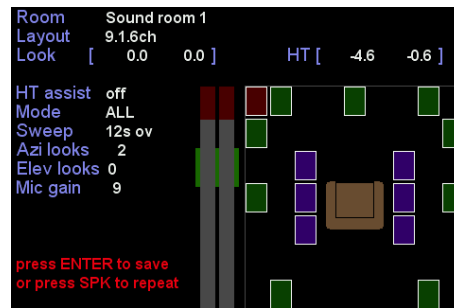 Room Sound room 1
Layout 9.1.6ch
Look [ 0.0 0.0 ] HT [ -4.6 -0.6 ]
HT assist off
Mode ALL
Sweep 12s ov
Azi looks 2
Elev looks 0
Mic gain 9
press ENTER to save
or press SPK to repeat